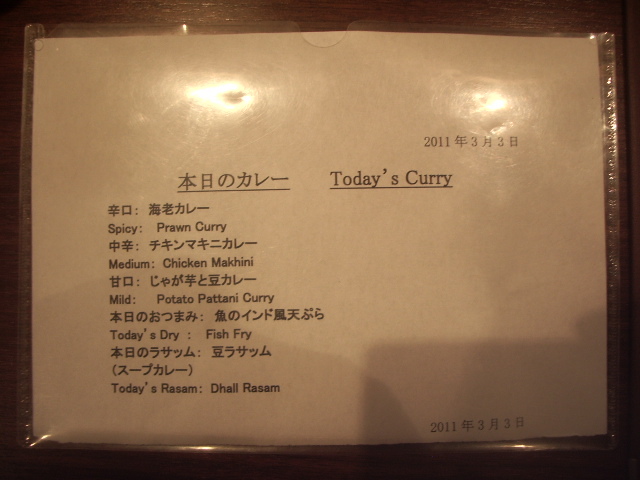 2011年3月3日
本日のカレー Today's Curry
辛口： 海老カレー
Spicy： Prawn Curry
中辛： チキンマキニカレー
Medium： Chicken Makhini
甘口： じゃが芋と豆カレー
Mild： Potato Pattani Curry
本日のおつまみ： 魚のインド風天ぷら
Today's Dry ： Fish Fry
本日のラサッム： 豆ラサッム
（スープカレー）
Today's Rasam： Dhall Rasam
2011年3月3日